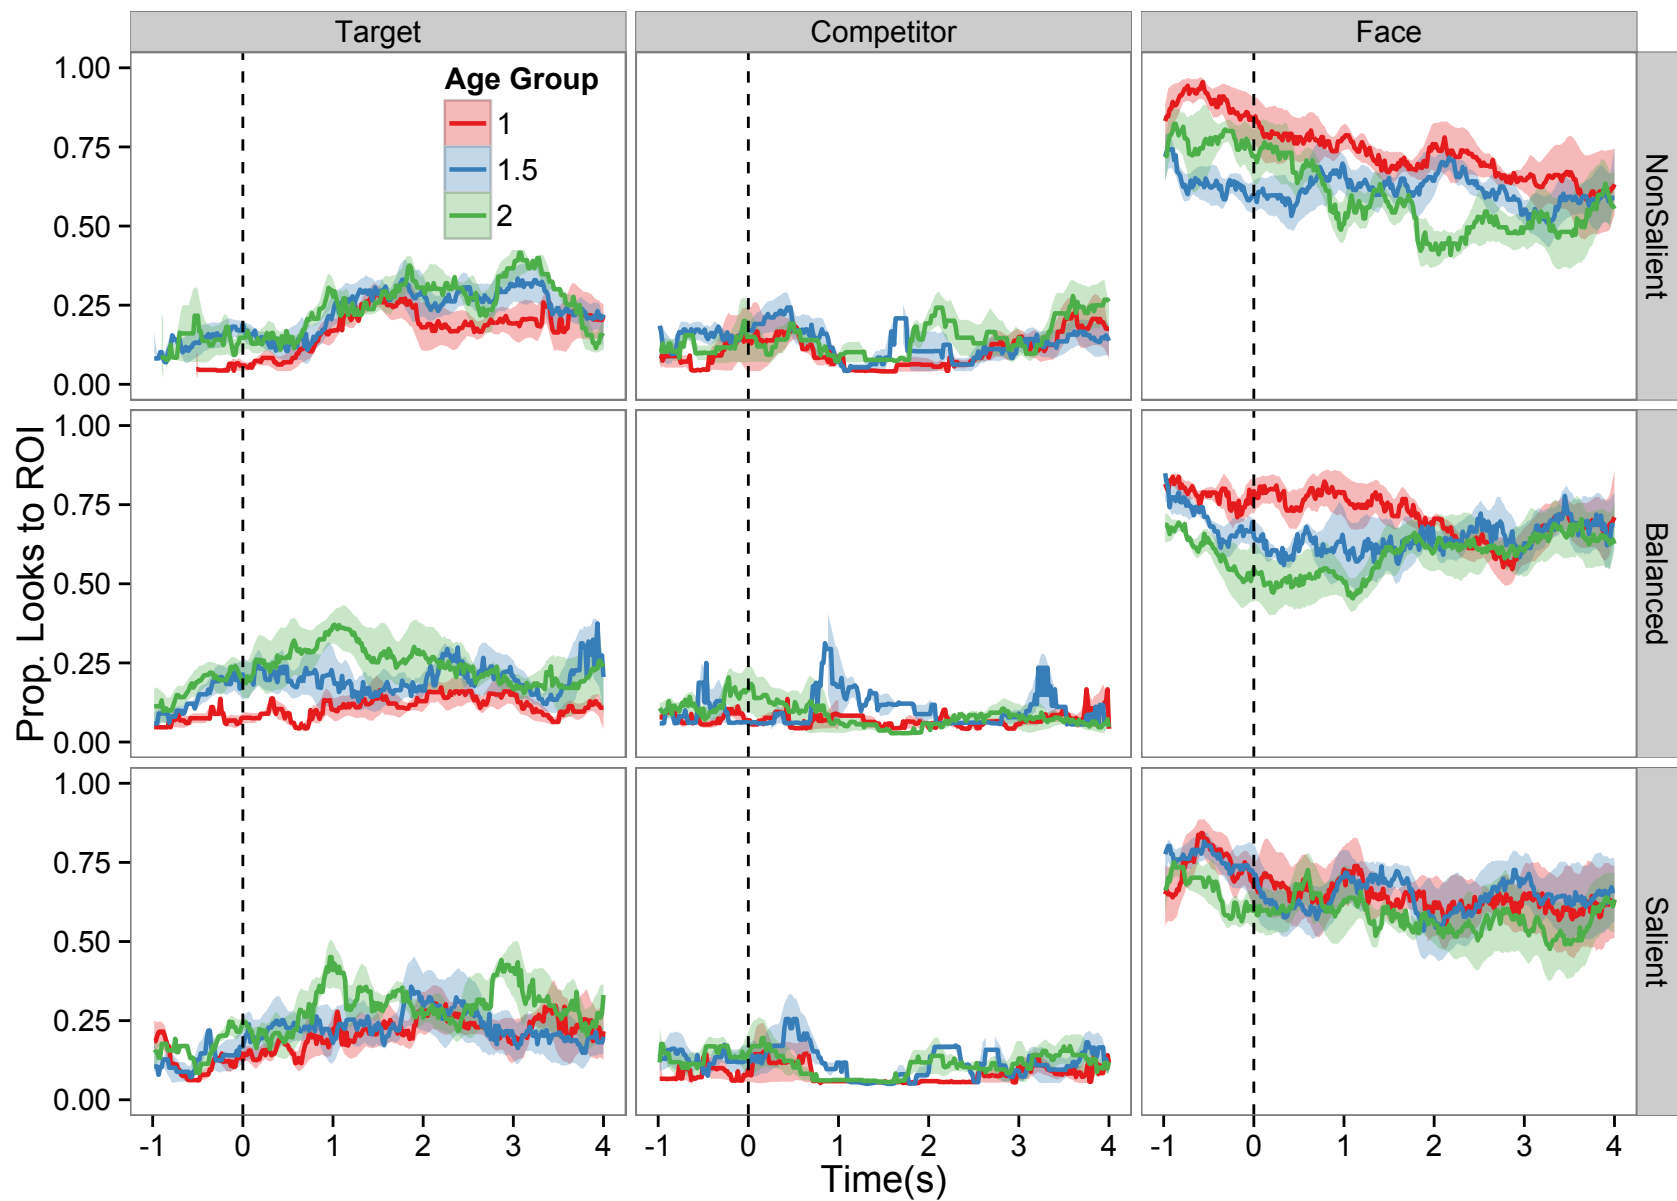 Target Competitor Face
Age Group
1
1.5
2
1.00
0.75
0.50
0.25
0.00
NonSalient
1.00
0.75
0.50
0.25
0.00
Balanced
1.00
0.75
0.50
0.25
0.00
Salient
Prop. Looks to ROI
-1 0 1 2 3 4 -1 0 1 2 3 4 -1 0 1 2 3 4
Time(s)